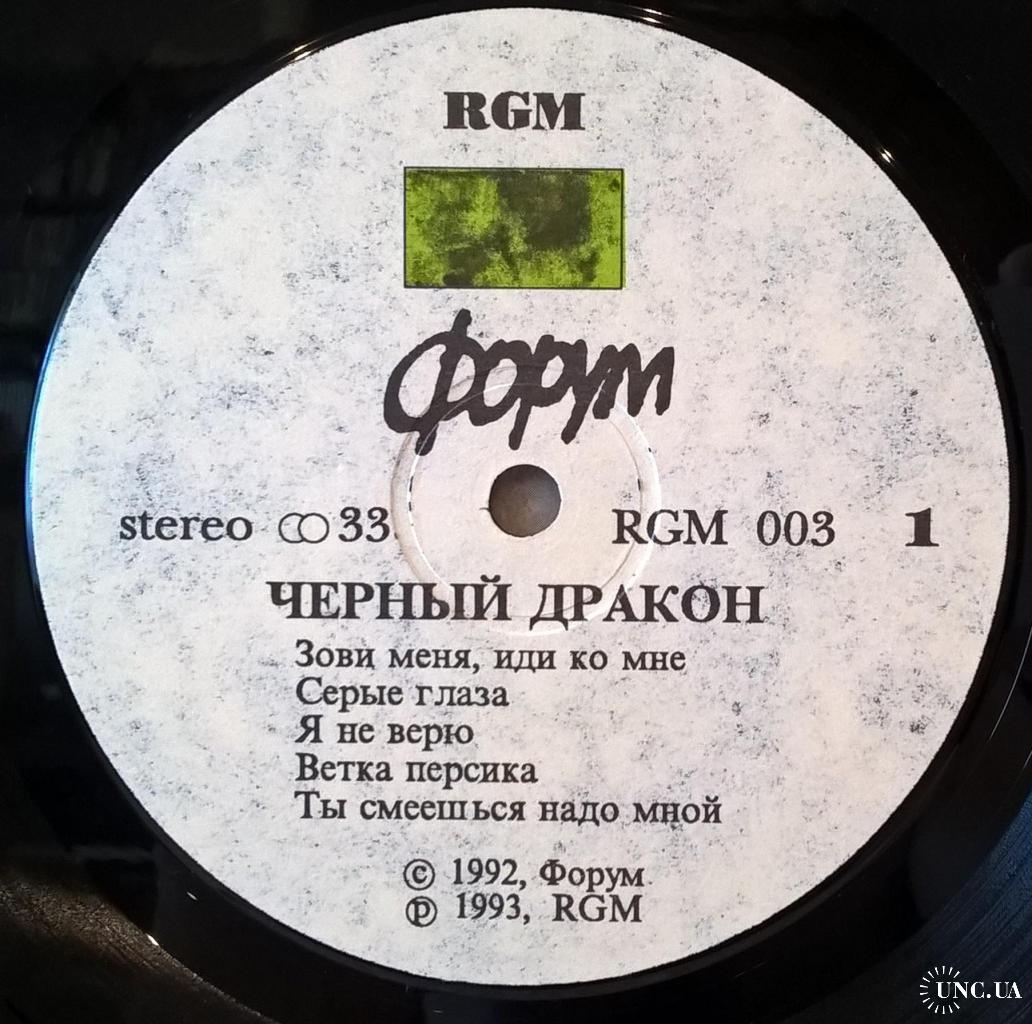 RGM
Форум
stereo ○○ 33 RGM 003 1
ЧЕРНЫЙ ДРАКОН
Зови меня, иди ко мне
Серые глаза
Я не верю
Ветка персика
Ты смеешься надо мной
© 1992, Форум
℗ 1993, RGM
UNC.UA